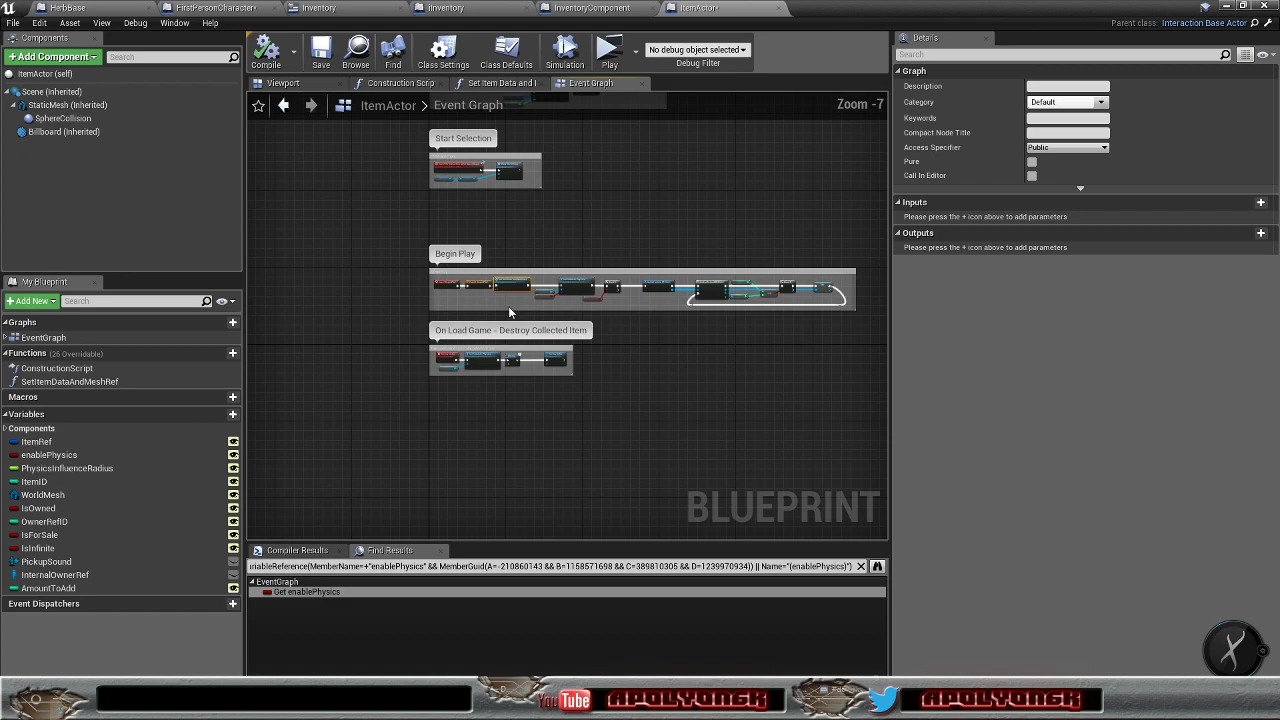 HerbBase
FirstPersonCharacter*
Inventory
iInventory
InventoryComponent
ItemActor*
File Edit Asset View Debug Window Help
Parent class: Interaction Base Actor
Components
Add Component
Search
ItemActor (self)
Scene (Inherited)
StaticMesh (Inherited)
SphereCollision
Billboard (Inherited)
Compile
Save
Browse
Find
Class Settings
Class Defaults
Simulation
Play
No debug object selected
Debug Filter
Viewport
Construction Scrip
Set Item Data and I
Event Graph
ItemActor
Event Graph
Zoom -7
Start Selection
Begin Play
On Load Game - Destroy Collected Item
BLUEPRINT
My Blueprint
Add New
Search
Graphs
EventGraph
Functions (26 Overridable)
ConstructionScript
SetItemDataAndMeshRef
Macros
Variables
Components
ItemRef
enablePhysics
PhysicsInfluenceRadius
ItemID
WorldMesh
IsOwned
OwnerRefID
IsForSale
IsInfinite
PickupSound
InternalOwnerRef
AmountToAdd
Event Dispatchers
Compiler Results
Find Results
ariableReference(MemberName=+"enablePhysics" && MemberGuid(A=-210860143 && B=1158571698 && C=389810305 && D=1239970934)) || Name="(enablePhysics)")
EventGraph
Get enablePhysics
Details
Search
Graph
Description
Category
Default
Keywords
Compact Node Title
Access Specifier
Public
Pure
Call In Editor
Inputs
Please press the + icon above to add parameters
Outputs
Please press the + icon above to add parameters
YouTube
APOLYON6K
APOLYON6K